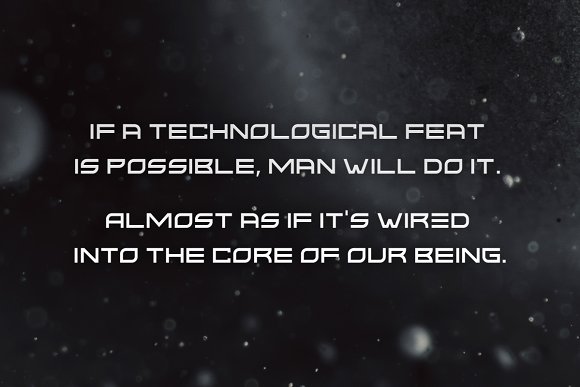 IF A TECHNOLOGICAL FEAT
IS POSSIBLE, MAN WILL DO IT.
ALMOST AS IF IT'S WIRED
INTO THE CORE OF OUR BEING.